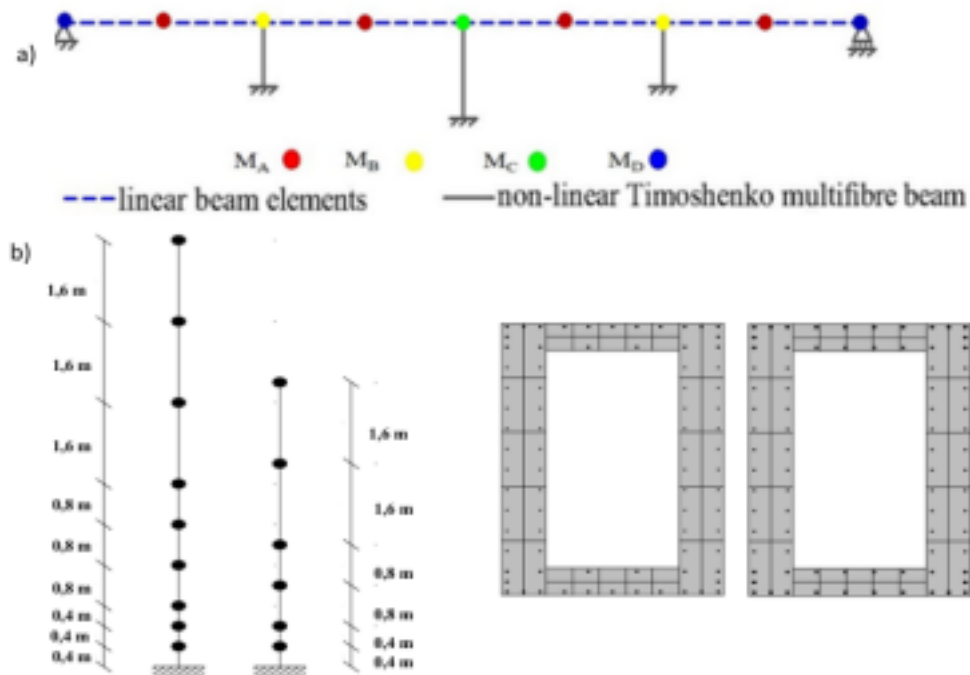 a)
M_A M_B M_C M_D
linear beam elements non-linear Timoshenko multifibre beam
b)
1,6 m
1,6 m
1,6 m
0,8 m
0,8 m
0,8 m
0,4 m
0,4 m
0,4 m
1,6 m
1,6 m
0,8 m
0,8 m
0,4 m
0,4 m